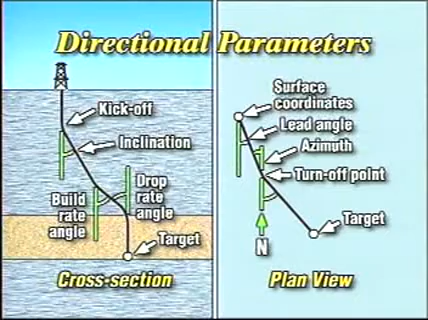 Directional Parameters
Kick-off
Inclination
Build
rate
angle
Drop
rate
angle
Target
Cross-section
Surface
coordinates
Lead angle
Azimuth
Turn-off point
Target
N
Plan View